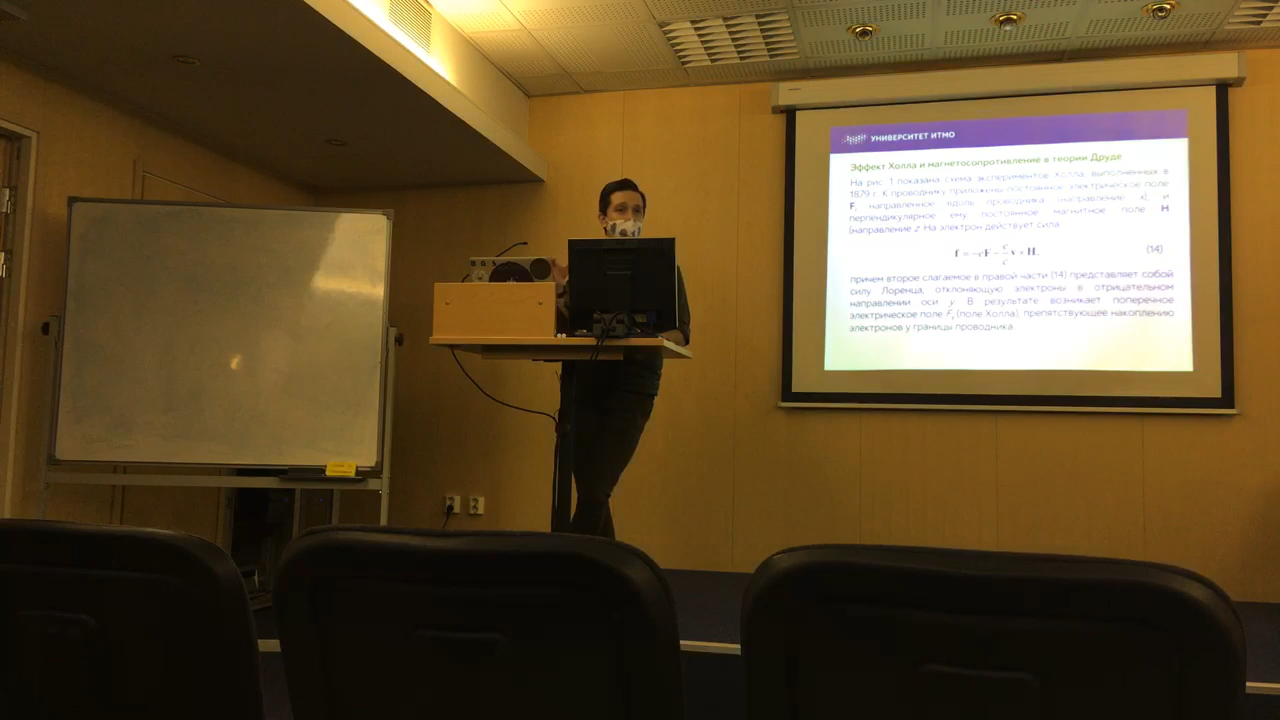 УНИВЕРСИТЕТ ИТМО
Эффект Холла и магнетосопротивление в теории Друде
На рис. 1 показана схема экспериментов Холла, выполненных в
1879 г. К проводнику приложены постоянное электрическое поле
F, направленное вдоль проводника (направление x), и
перпендикулярное ему постоянное магнитное поле H
(направление z. На электрон действует сила
f = −eF − e/c v × H, (14)
причем второе слагаемое в правой части (14) представляет собой
силу Лоренца, отклоняющую электроны в отрицательном
направлении оси y. В результате возникает поперечное
электрическое поле Fy (поле Холла), препятствующее накоплению
электронов у границы проводника.